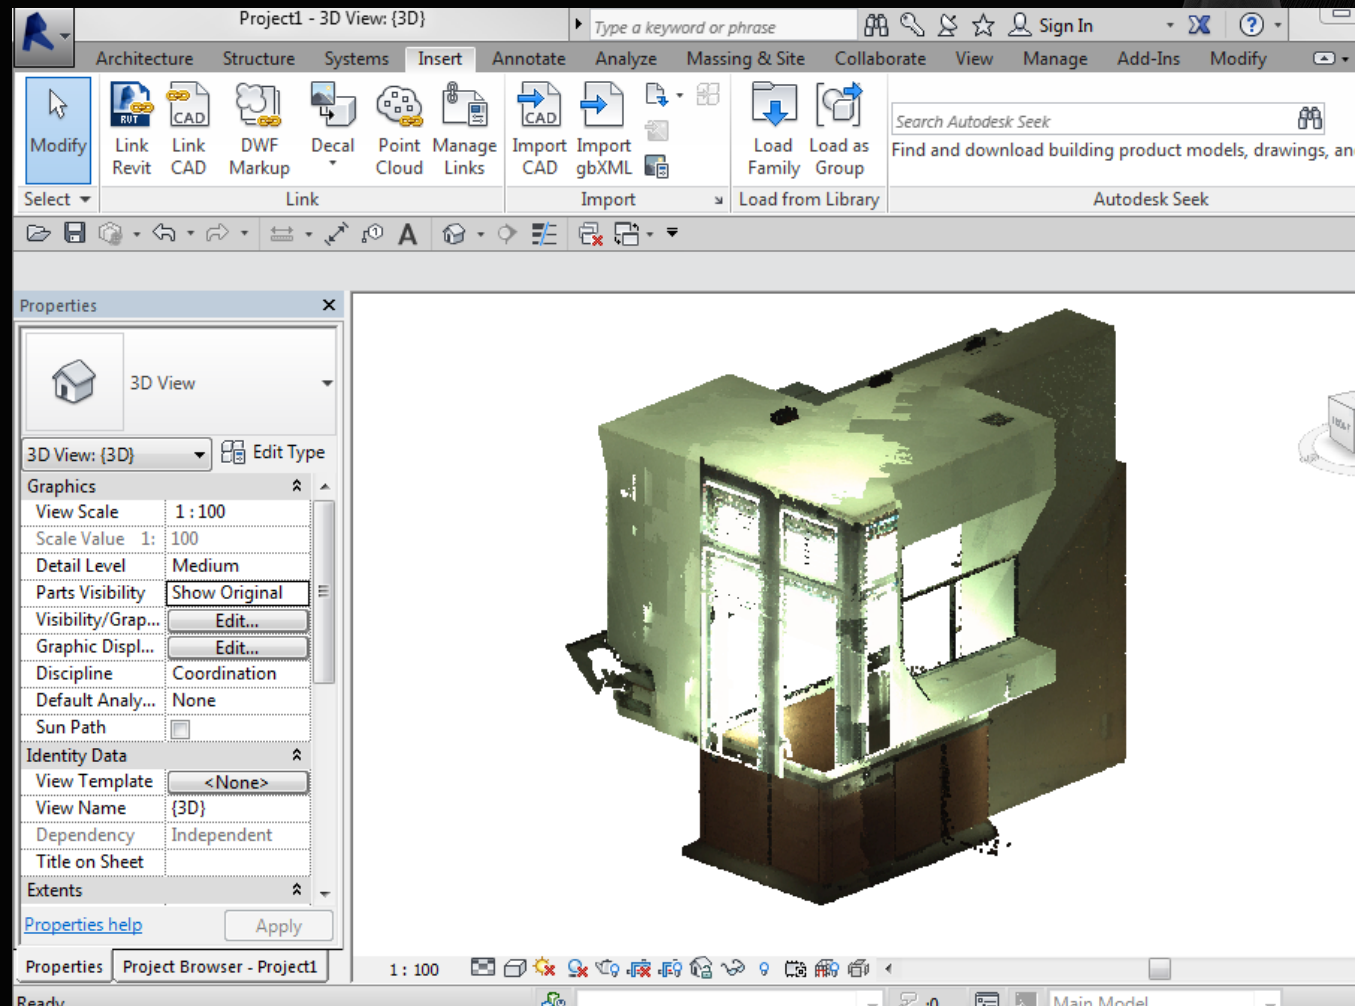 Project1 - 3D View: {3D}
Type a keyword or phrase
Sign In
Architecture Structure Systems Insert Annotate Analyze Massing & Site Collaborate View Manage Add-Ins Modify
Modify
Link Revit
RVT
Link CAD
CAD
DWF Markup
Decal
Point Cloud
Manage Links
Import CAD
CAD
Import gbXML
Load Family
Load as Group
Search Autodesk Seek
Find and download building product models, drawings, an
Select
Link
Import
Load from Library
Autodesk Seek
A
Properties
3D View
3D View: {3D}
Edit Type
Graphics
View Scale 1 : 100
Scale Value 1: 100
Detail Level Medium
Parts Visibility Show Original
Visibility/Grap... Edit...
Graphic Displ... Edit...
Discipline Coordination
Default Analy... None
Sun Path
Identity Data
View Template <None>
View Name {3D}
Dependency Independent
Title on Sheet
Extents
Properties help
Apply
Properties
Project Browser - Project1
1 : 100
Ready
:0
Main Model